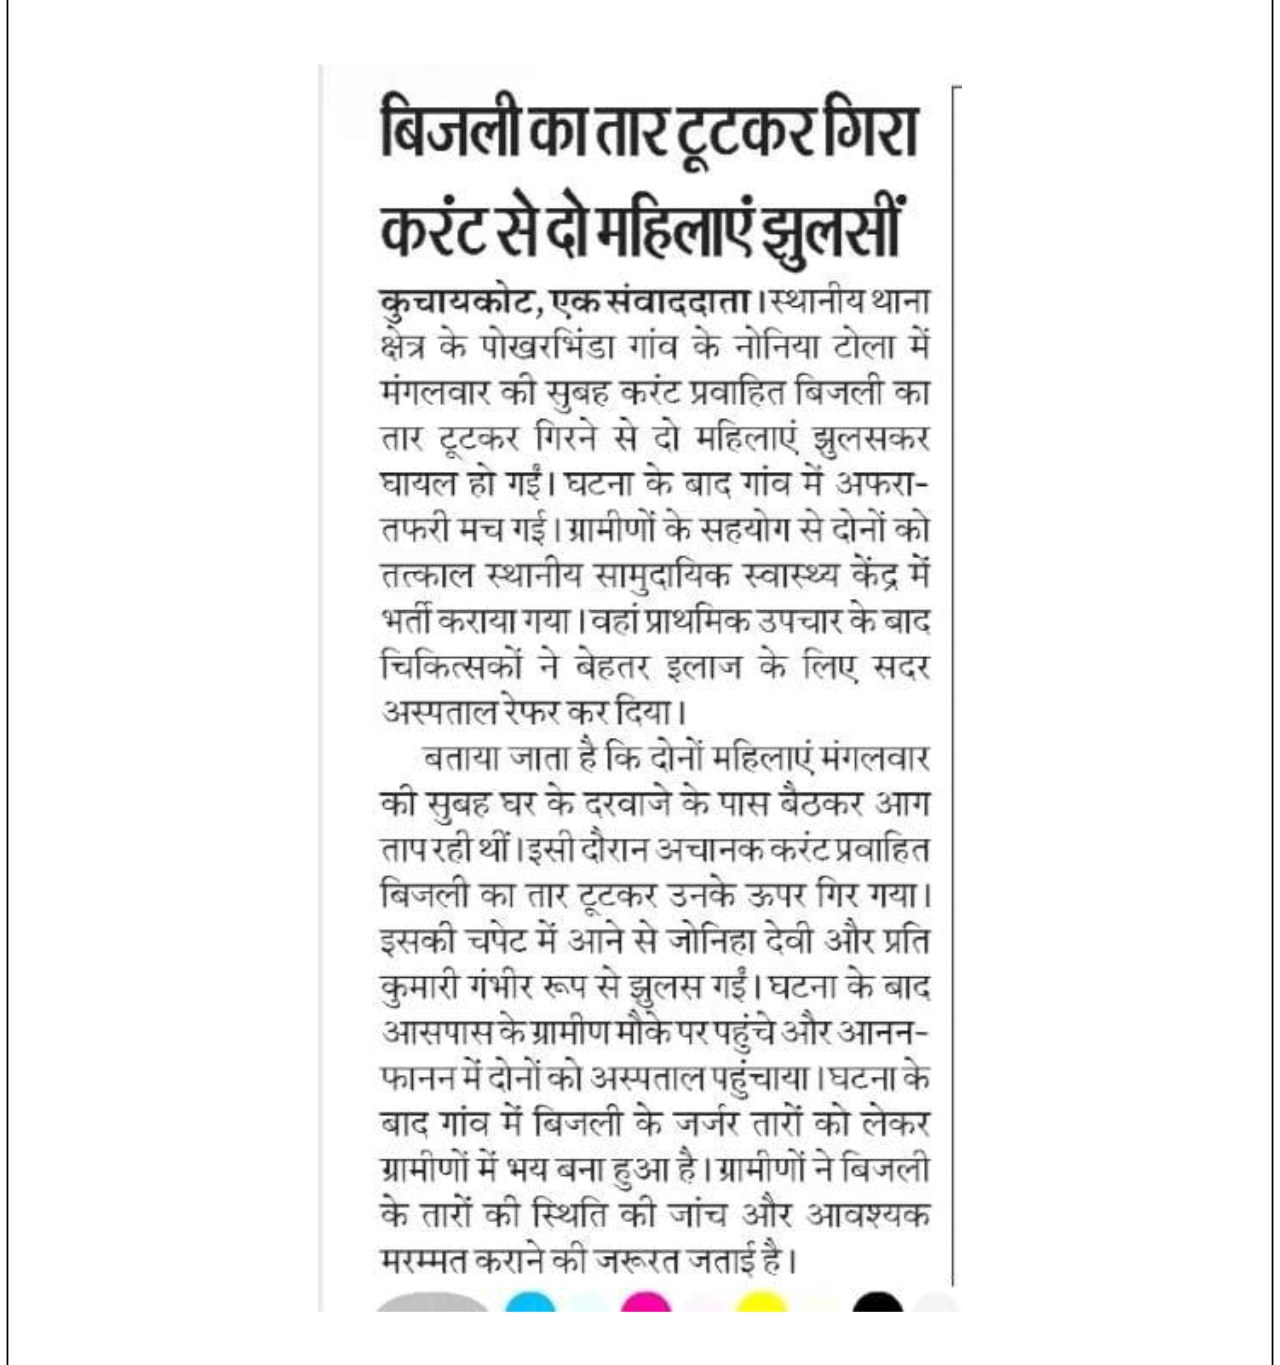 बिजली का तार टूटकर गिरा
करंट से दो महिलाएं झुलसीं
कुचायकोट, एक संवाददाता। स्थानीय थाना
क्षेत्र के पोखरभिंडा गांव के नोनिया टोला में
मंगलवार की सुबह करंट प्रवाहित बिजली का
तार टूटकर गिरने से दो महिलाएं झुलसकर
घायल हो गईं। घटना के बाद गांव में अफरा-
तफरी मच गई। ग्रामीणों के सहयोग से दोनों को
तत्काल स्थानीय सामुदायिक स्वास्थ्य केंद्र में
भर्ती कराया गया। वहां प्राथमिक उपचार के बाद
चिकित्सकों ने बेहतर इलाज के लिए सदर
अस्पताल रेफर कर दिया।
बताया जाता है कि दोनों महिलाएं मंगलवार
की सुबह घर के दरवाजे के पास बैठकर आग
ताप रही थीं। इसी दौरान अचानक करंट प्रवाहित
बिजली का तार टूटकर उनके ऊपर गिर गया।
इसकी चपेट में आने से जोनिहा देवी और प्रति
कुमारी गंभीर रूप से झुलस गईं। घटना के बाद
आसपास के ग्रामीण मौके पर पहुंचे और आनन-
फानन में दोनों को अस्पताल पहुंचाया। घटना के
बाद गांव में बिजली के जर्जर तारों को लेकर
ग्रामीणों में भय बना हुआ है। ग्रामीणों ने बिजली
के तारों की स्थिति की जांच और आवश्यक
मरम्मत कराने की जरूरत जताई है।